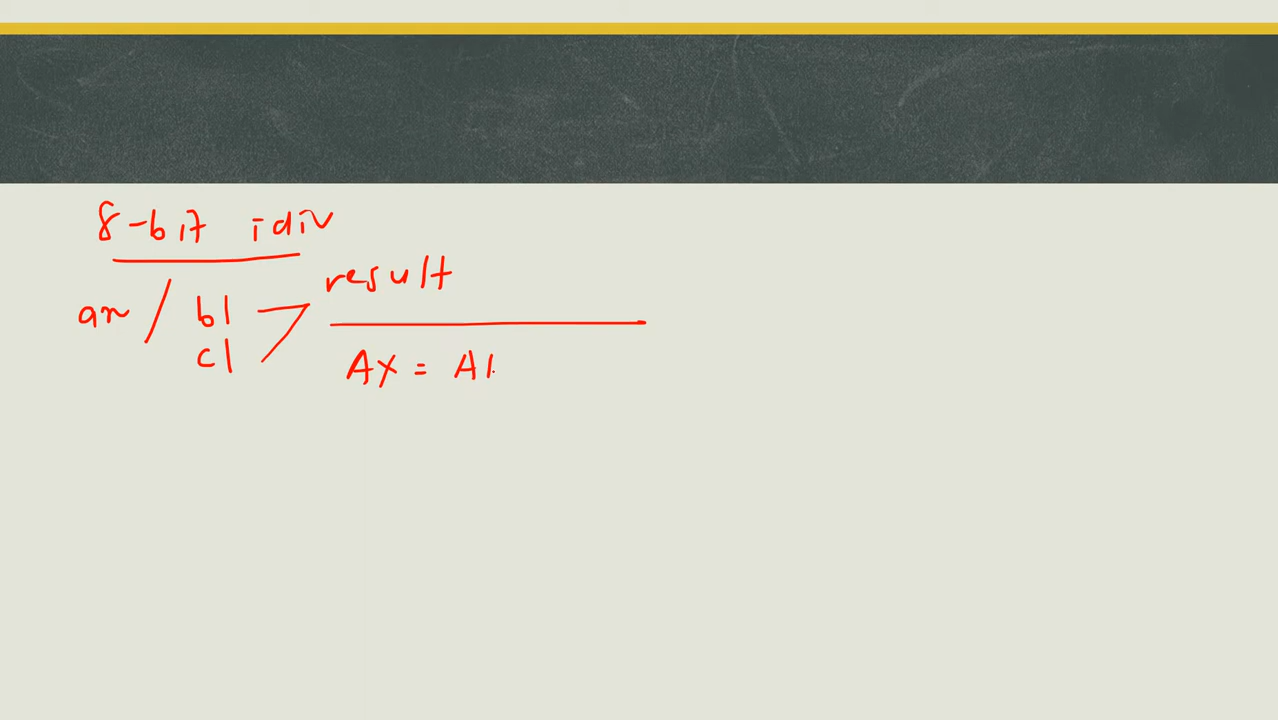 8-bit idiv
result
ax / bl
cl
AX = Al